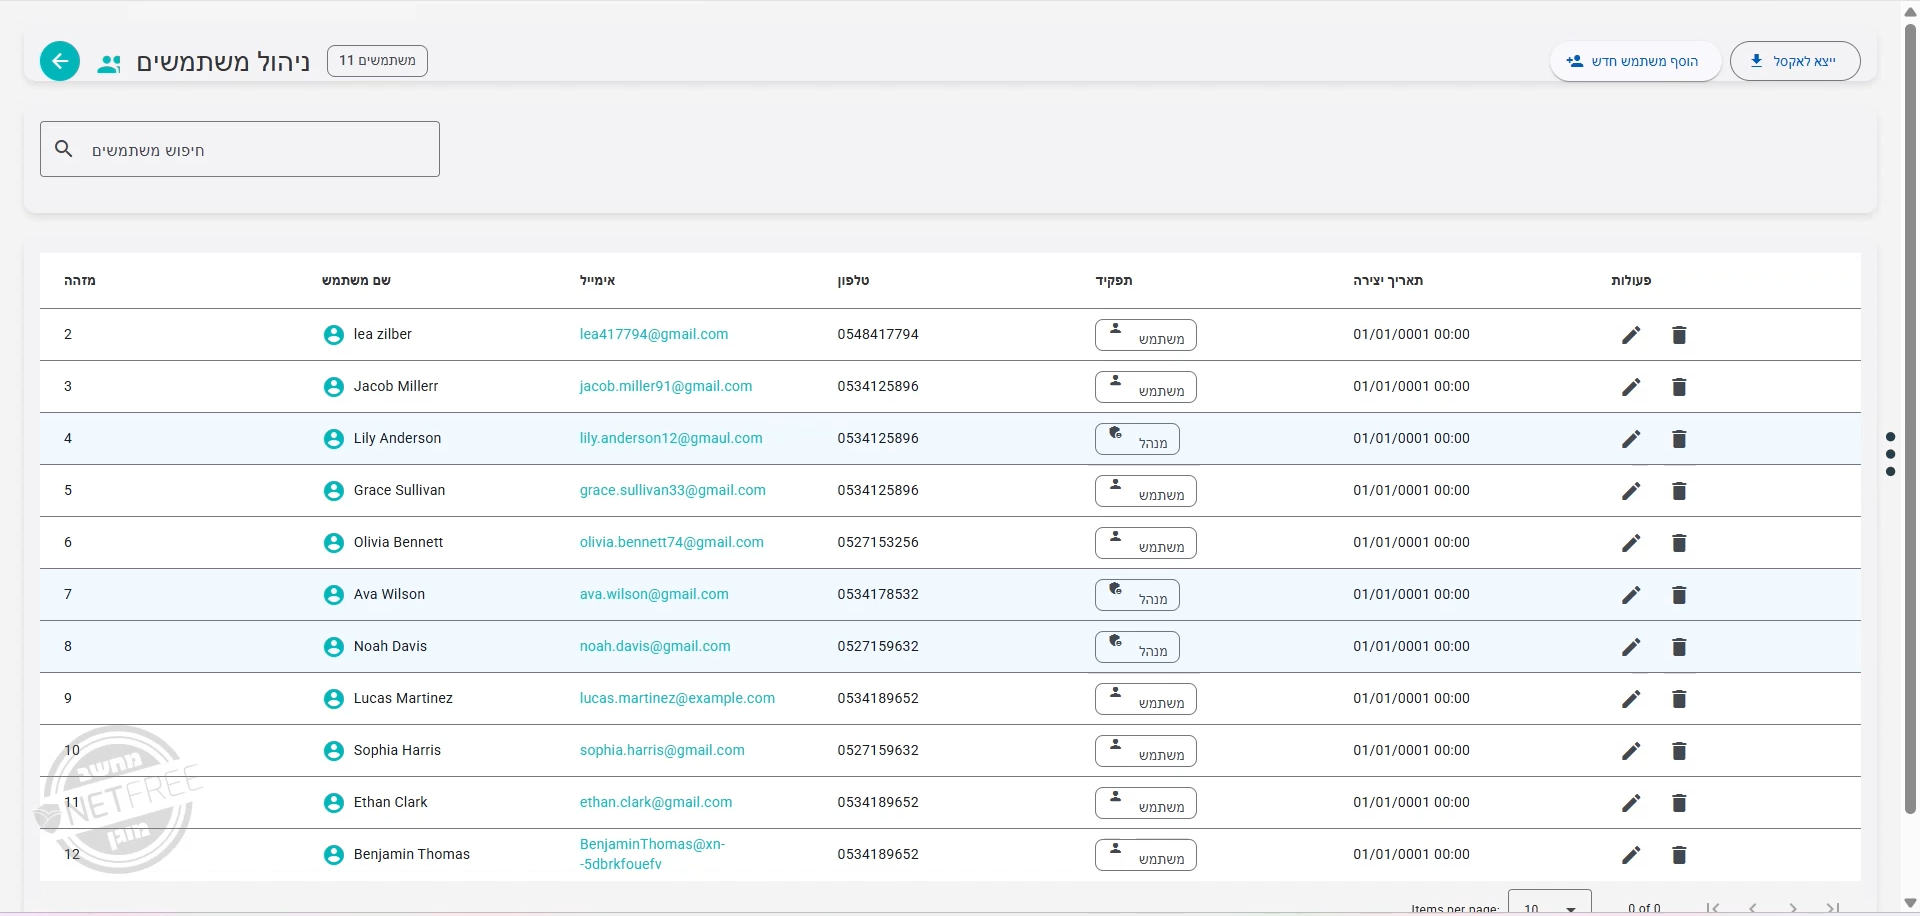 ניהול משתמשים
11 משתמשים
הוסף משתמש חדש
ייצא לאקסל
חיפוש משתמשים
מזהה שם משתמש אימייל טלפון תפקיד תאריך יצירה פעולות
2 lea zilber lea417794@gmail.com 0548417794 משתמש 01/01/0001 00:00
3 Jacob Millerr jacob.miller91@gmail.com 0534125896 משתמש 01/01/0001 00:00
4 Lily Anderson lily.anderson12@gmaul.com 0534125896 מנהל 01/01/0001 00:00
5 Grace Sullivan grace.sullivan33@gmail.com 0534125896 משתמש 01/01/0001 00:00
6 Olivia Bennett olivia.bennett74@gmail.com 0527153256 משתמש 01/01/0001 00:00
7 Ava Wilson ava.wilson@gmail.com 0534178532 מנהל 01/01/0001 00:00
8 Noah Davis noah.davis@gmail.com 0527159632 מנהל 01/01/0001 00:00
9 Lucas Martinez lucas.martinez@example.com 0534189652 משתמש 01/01/0001 00:00
10 Sophia Harris sophia.harris@gmail.com 0527159632 משתמש 01/01/0001 00:00
11 Ethan Clark ethan.clark@gmail.com 0534189652 משתמש 01/01/0001 00:00
12 Benjamin Thomas BenjaminThomas@xn-
-5dbrkfouefv 0534189652 משתמש 01/01/0001 00:00
Items per page: 10 0 of 0
מחשב
NETFREE
מוגן